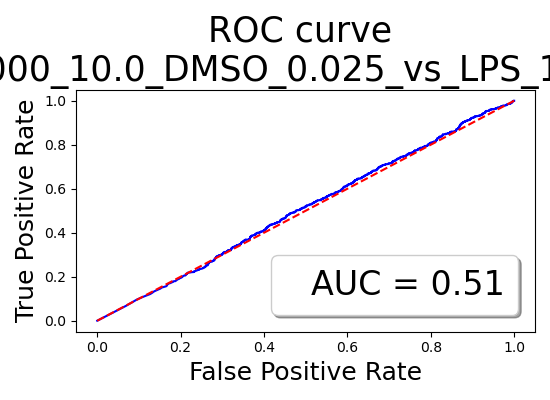 ROC curve
000_10.0_DMSO_0.025_vs_LPS_1
True Positive Rate
1.0
0.8
0.6
0.4
0.2
0.0
AUC = 0.51
0.0 0.2 0.4 0.6 0.8 1.0
False Positive Rate